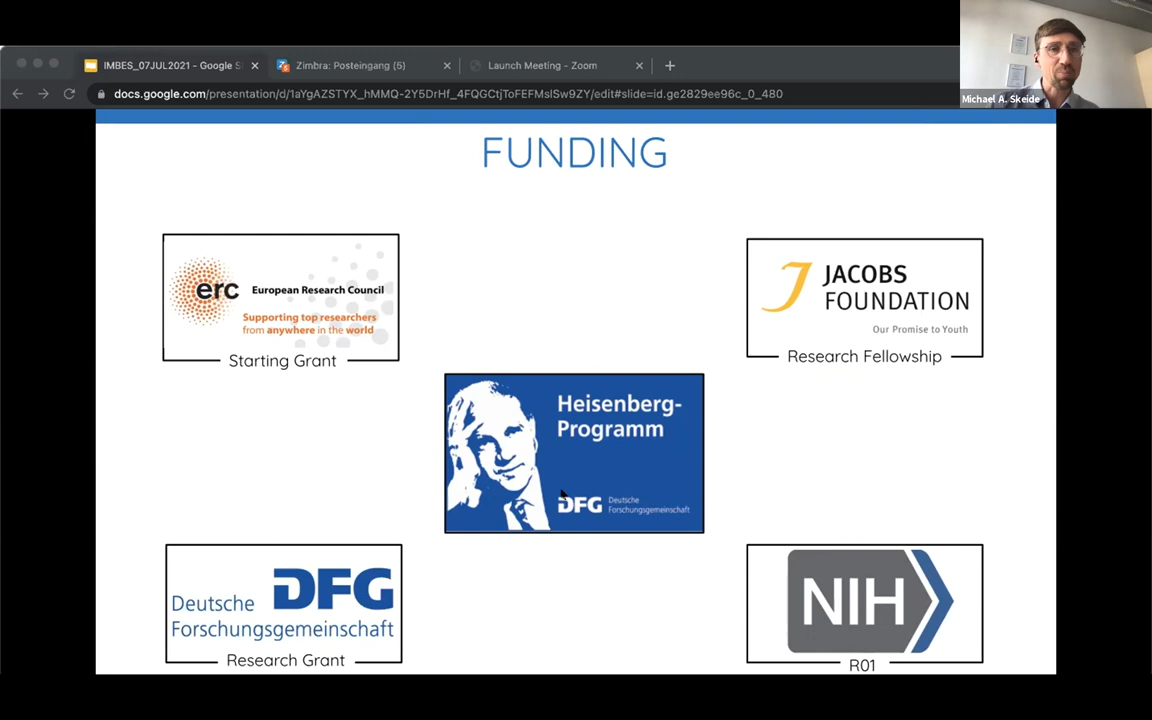 IMBES_07JUL2021 - Google S
Zimbra: Posteingang (5)
Launch Meeting - Zoom
docs.google.com/presentation/d/1aYgAZSTYX_hMMQ-2Y5DrHf_4FQGCtjToFEFMslSw9ZY/edit#slide=id.ge2829ee96c_0_480
Michael A. Skeide
FUNDING
erc
European Research Council
Supporting top researchers
from anywhere in the world
Starting Grant
JACOBS
FOUNDATION
Our Promise to Youth
Research Fellowship
Heisenberg-
Programm
DFG
Deutsche
Forschungsgemeinschaft
Deutsche DFG
Forschungsgemeinschaft
Research Grant
NIH
R01